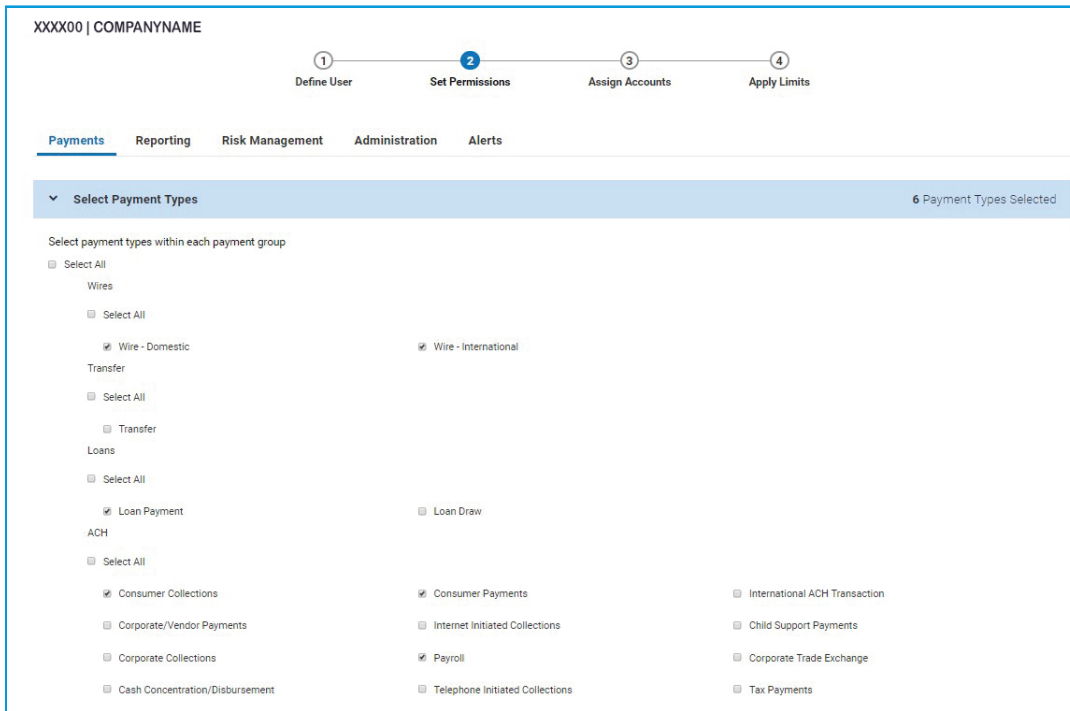 XXXX00 | COMPANYNAME
1 2 3 4
Define User Set Permissions Assign Accounts Apply Limits
Payments Reporting Risk Management Administration Alerts
Select Payment Types 6 Payment Types Selected
Select payment types within each payment group
Select All
Wires
Select All
Wire - Domestic Wire - International
Transfer
Select All
Transfer
Loans
Select All
Loan Payment Loan Draw
ACH
Select All
Consumer Collections Consumer Payments International ACH Transaction
Corporate/Vendor Payments Internet Initiated Collections Child Support Payments
Corporate Collections Payroll Corporate Trade Exchange
Cash Concentration/Disbursement Telephone Initiated Collections Tax Payments